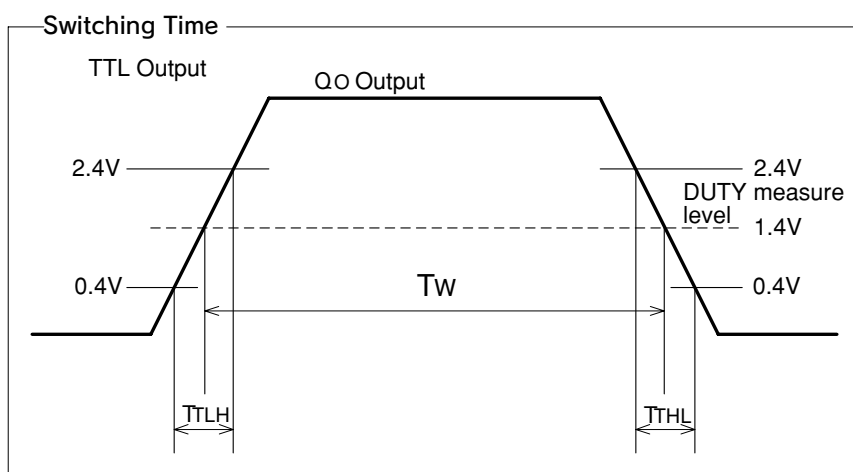 Switching Time
TTL Output
QO Output
2.4V
2.4V
DUTY measure
level
1.4V
0.4V
TW
0.4V
TTLH
TTHL